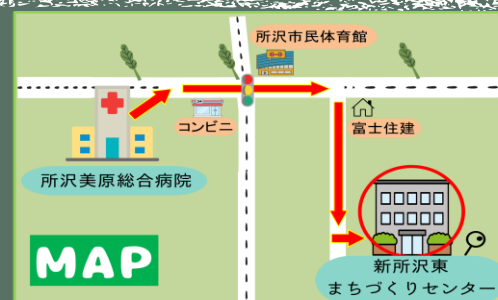 所沢市民体育館
コンビニ
富士住建
所沢美原総合病院
MAP
新所沢東
まちづくりセンター